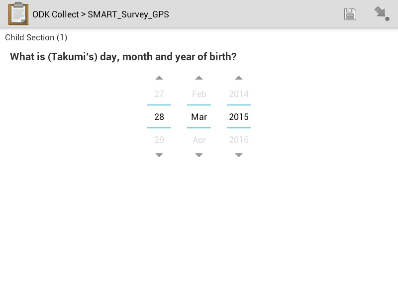 ODK Collect > SMART_Survey_GPS
Child Section (1)
What is (Takumi's) day, month and year of birth?
27 Feb 2014
28 Mar 2015
29 Apr 2016